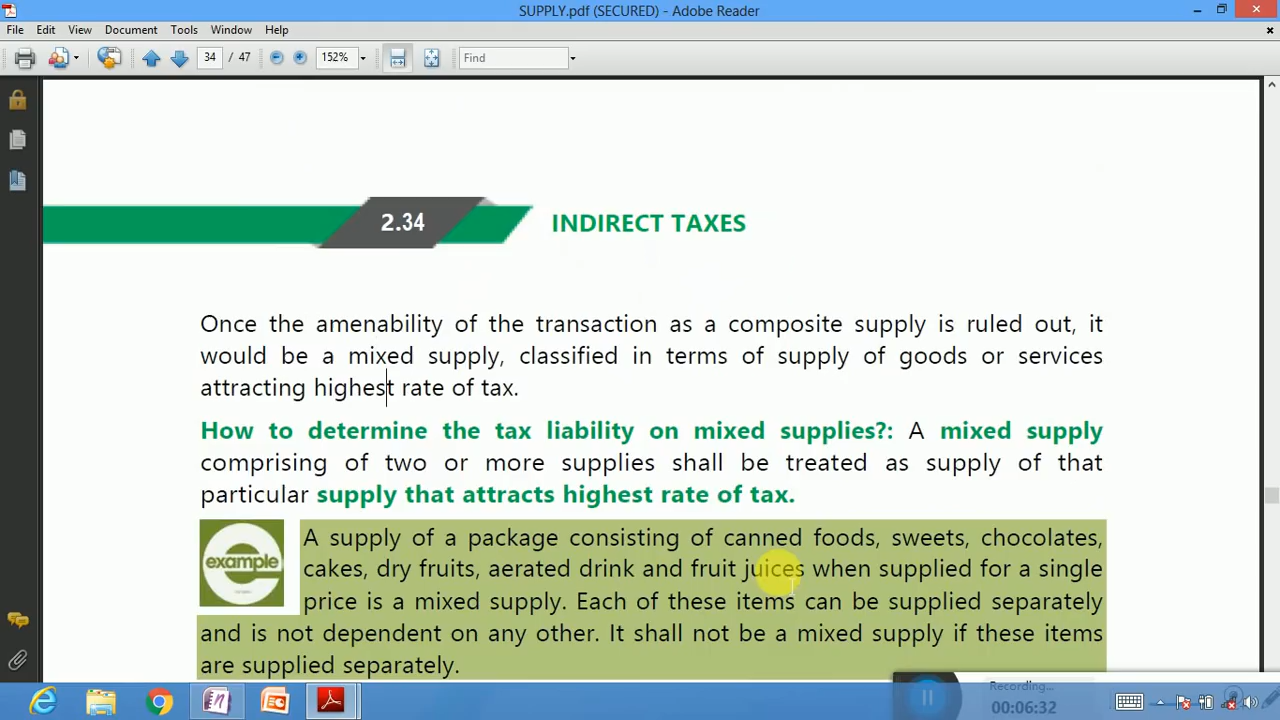 SUPPLY.pdf (SECURED) - Adobe Reader
File Edit View Document Tools Window Help
34 / 47 152% Find
2.34 INDIRECT TAXES
Once the amenability of the transaction as a composite supply is ruled out, it
would be a mixed supply, classified in terms of supply of goods or services
attracting highest rate of tax.
How to determine the tax liability on mixed supplies?: A mixed supply
comprising of two or more supplies shall be treated as supply of that
particular supply that attracts highest rate of tax.
example
A supply of a package consisting of canned foods, sweets, chocolates,
cakes, dry fruits, aerated drink and fruit juices when supplied for a single
price is a mixed supply. Each of these items can be supplied separately
and is not dependent on any other. It shall not be a mixed supply if these items
are supplied separately.
Recording...
00:06:32